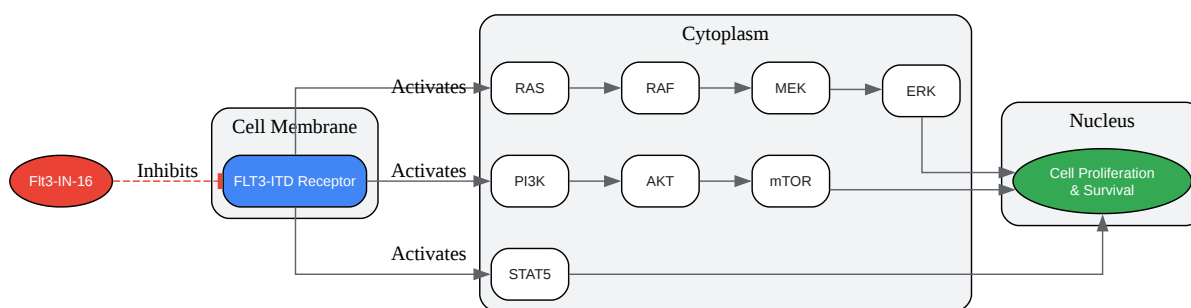 Cytoplasm
Activates
RAS
RAF
MEK
ERK
Cell Membrane
Nucleus
Flt3-IN-16
Inhibits
FLT3-ITD Receptor
Activates
PI3K
AKT
mTOR
Cell Proliferation
& Survival
Activates
STAT5